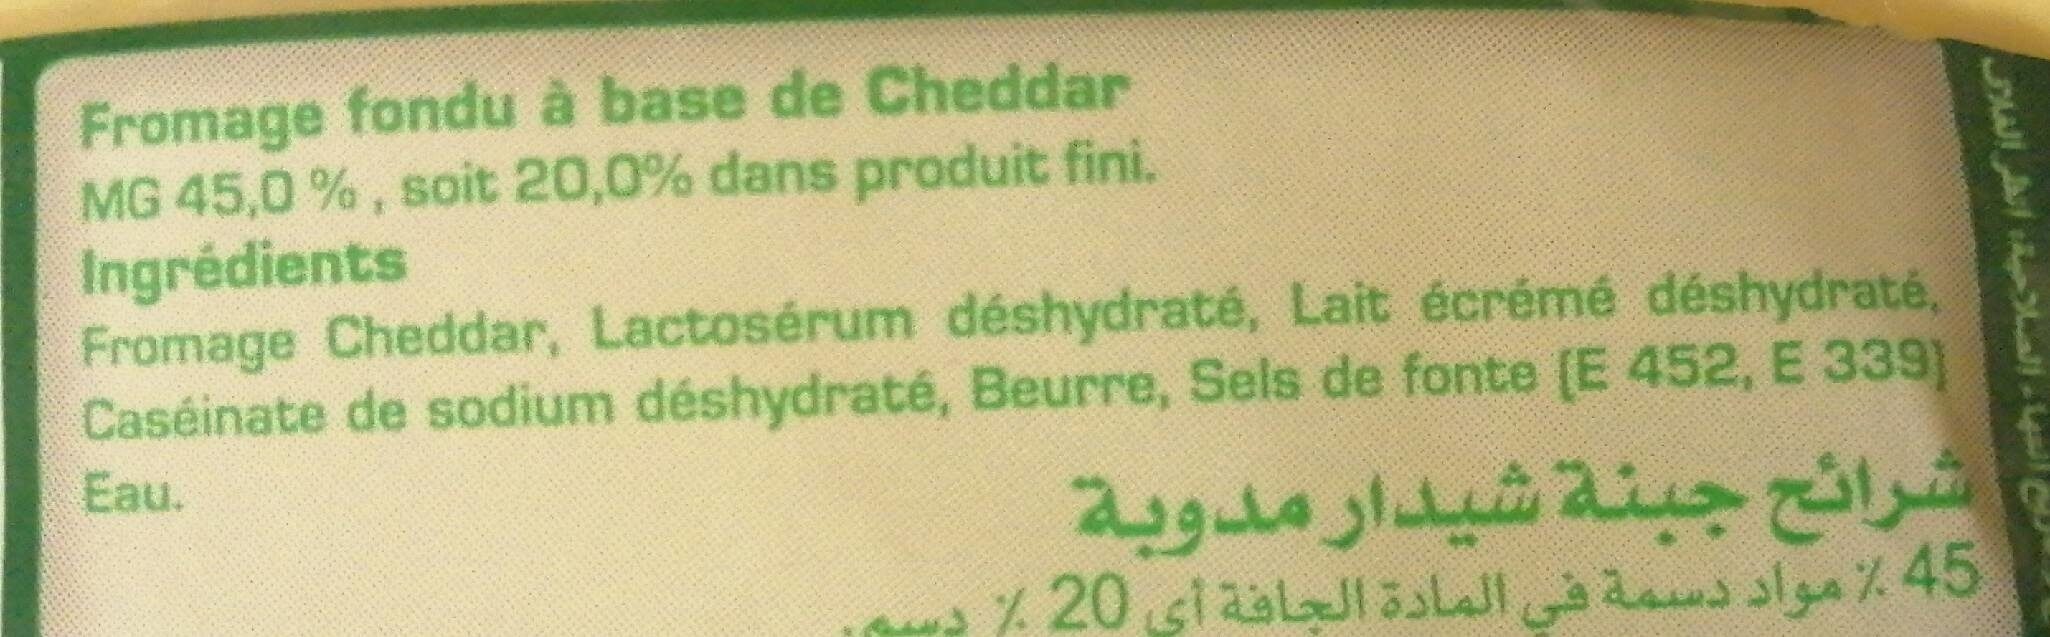 Fromage fondu à base de Cheddar
MG 45,0 % , soit 20,0% dans produit fini.
Ingrédients
Fromage Cheddar, Lactosérum déshydraté, Lait écrémé déshydraté,
Caséinate de sodium déshydraté, Beurre, Sels de fonte (E 452, E 339)
Eau.
شرائح جبنة شيدار مدوبة
45 ٪ مواد دسمة في المادة الجافة أي 20 ٪ دسم.